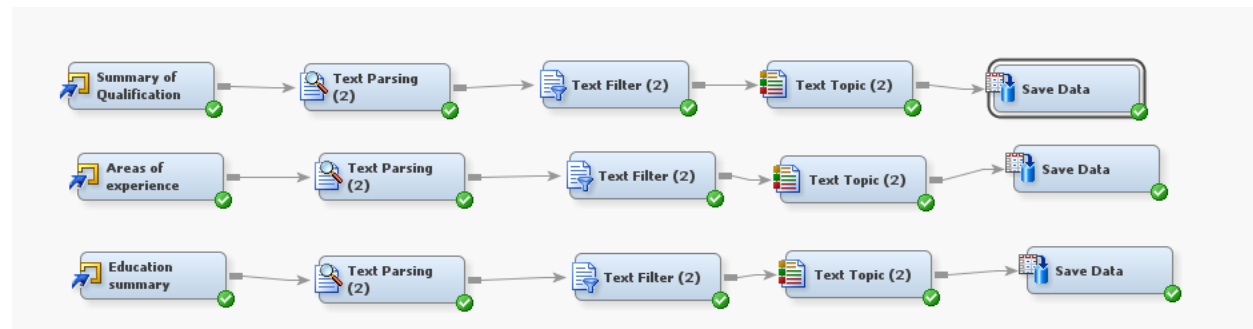 Summary of
Qualification
Text Parsing
(2)
Text Filter (2)
Text Topic (2)
Save Data
Areas of
experience
Text Parsing
(2)
Text Filter (2)
Text Topic (2)
Save Data
Education
summary
Text Parsing
(2)
Text Filter (2)
Text Topic (2)
Save Data